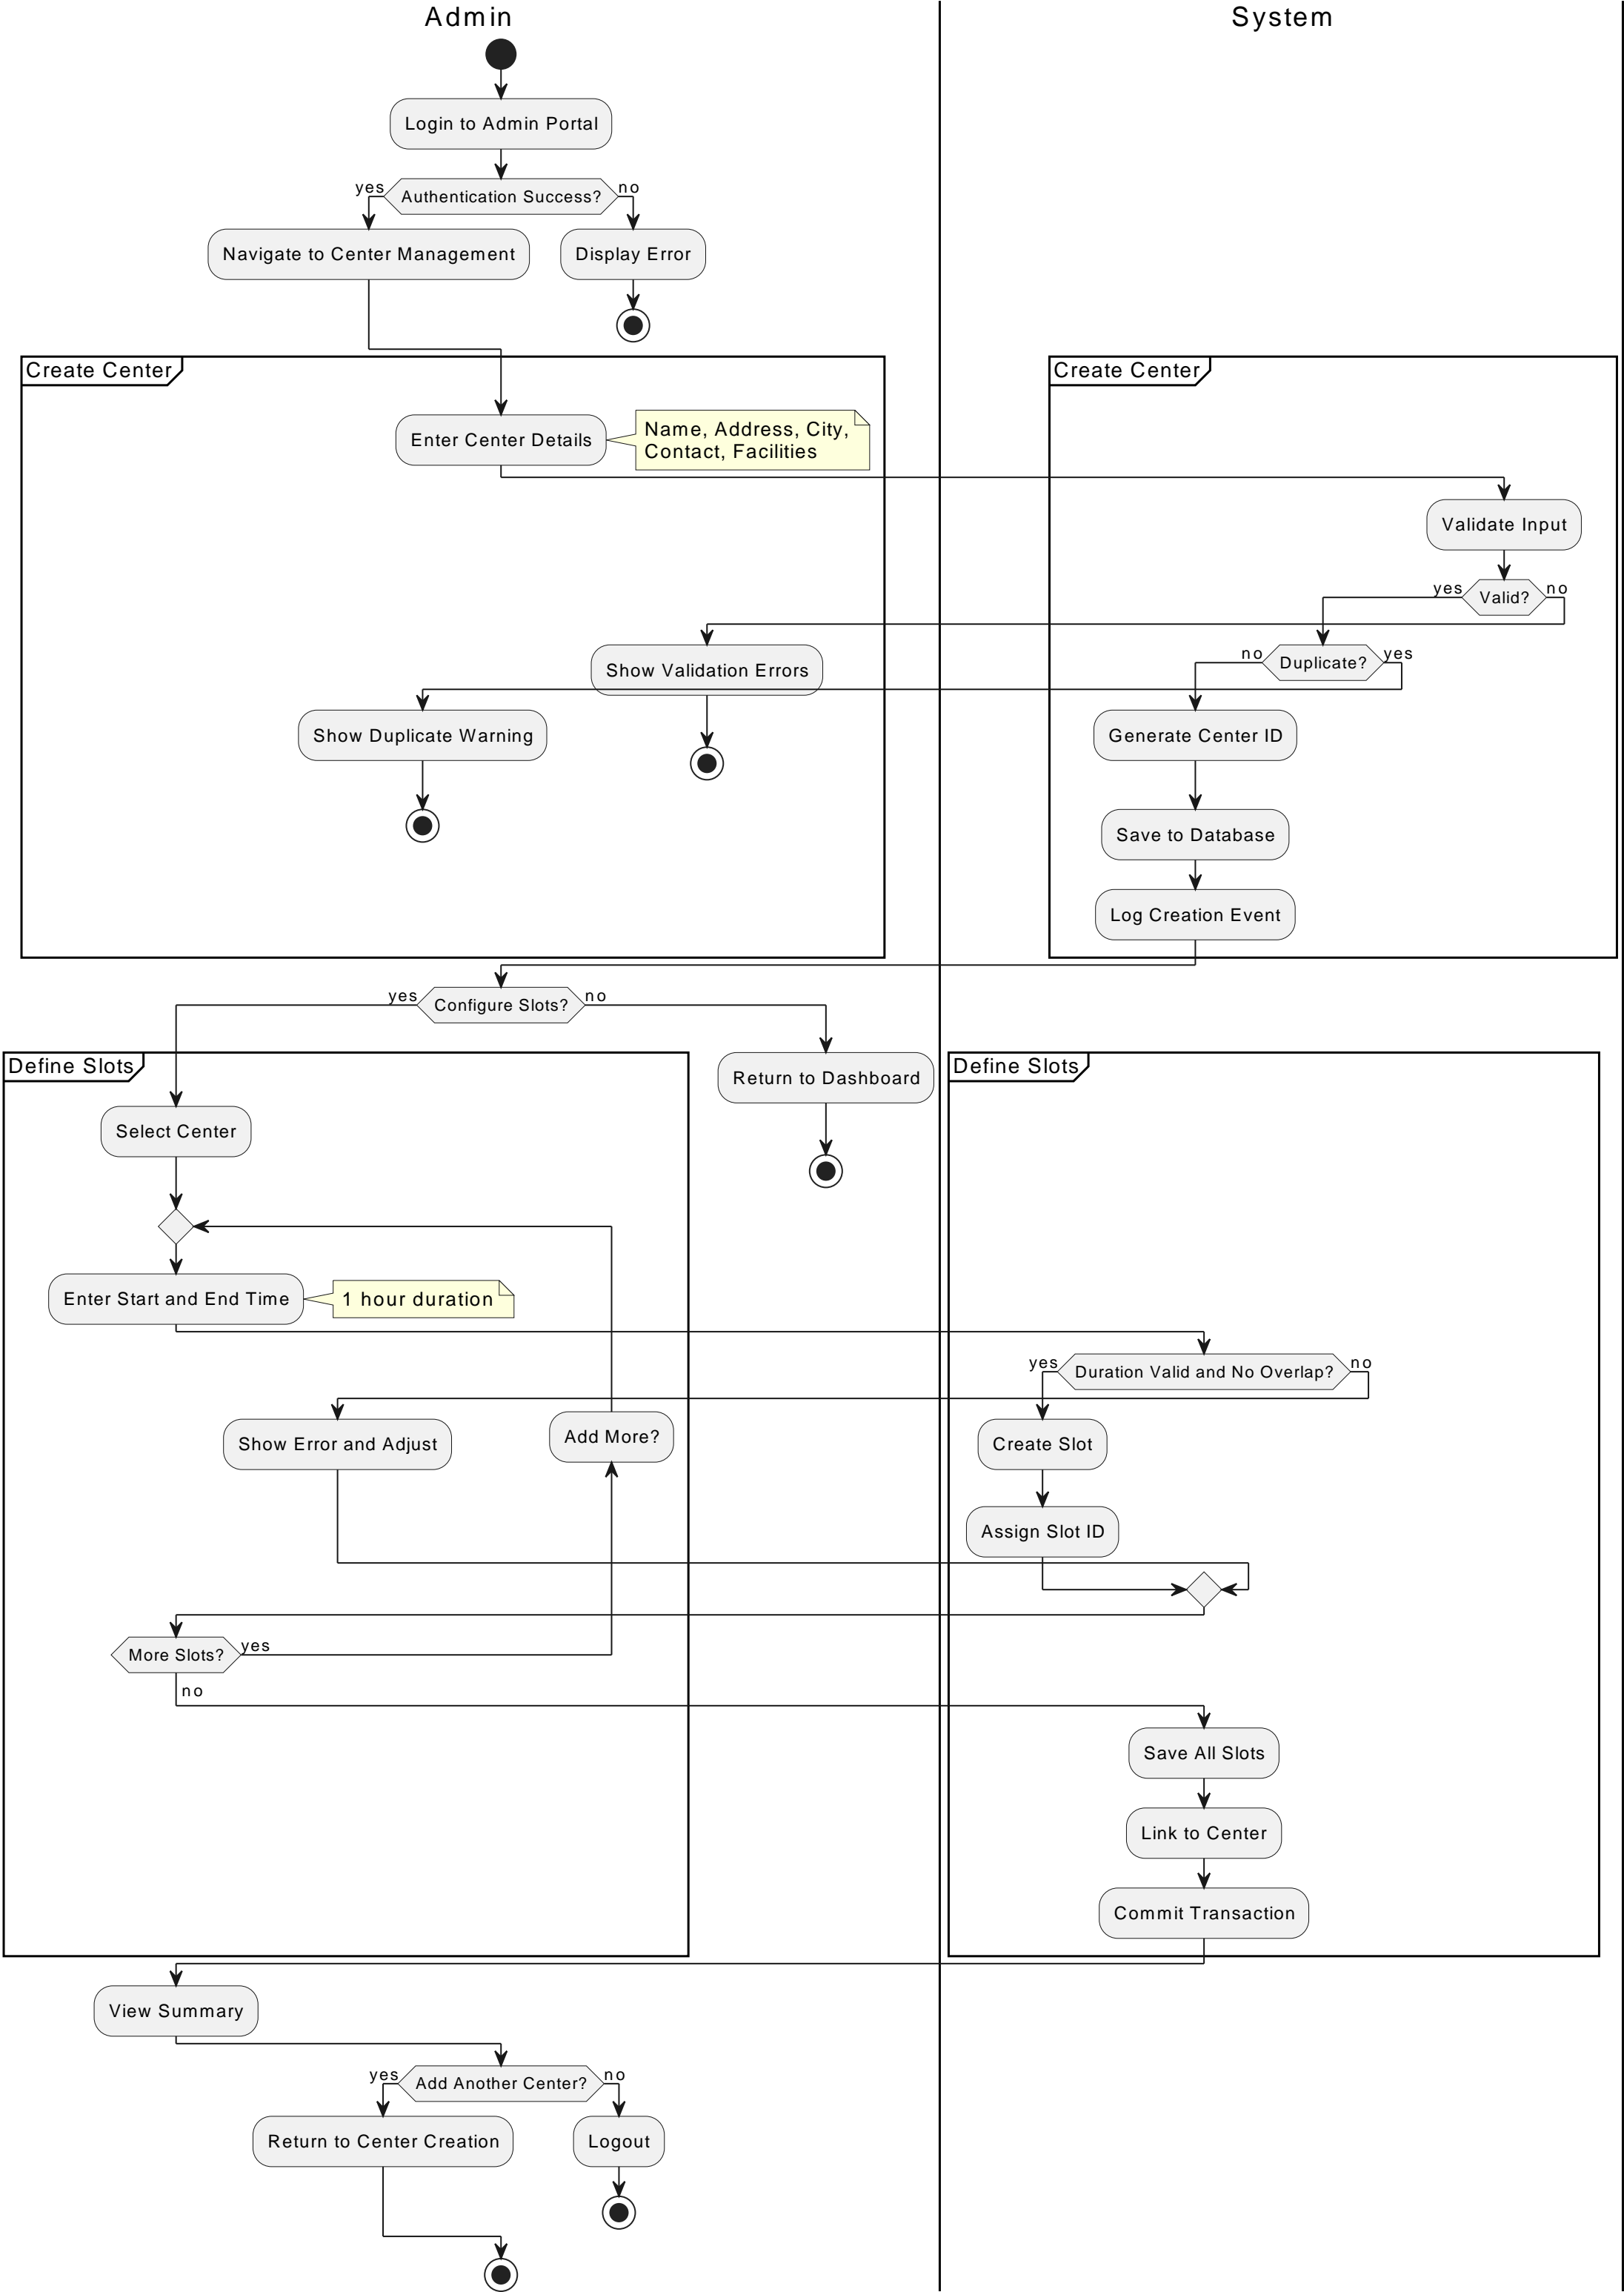 Admin
System
Login to Admin Portal
yes
Authentication Success?
no
Navigate to Center Management
Display Error
Create Center
Create Center
Enter Center Details
Name, Address, City,
Contact, Facilities
Validate Input
yes
Valid?
no
Show Validation Errors
no
Duplicate?
yes
Show Duplicate Warning
Generate Center ID
Save to Database
Log Creation Event
yes
Configure Slots?
no
Define Slots
Return to Dashboard
Define Slots
Select Center
Enter Start and End Time
1 hour duration
yes
Duration Valid and No Overlap?
no
Show Error and Adjust
Add More?
Create Slot
Assign Slot ID
More Slots?
yes
no
Save All Slots
Link to Center
Commit Transaction
View Summary
yes
Add Another Center?
no
Return to Center Creation
Logout